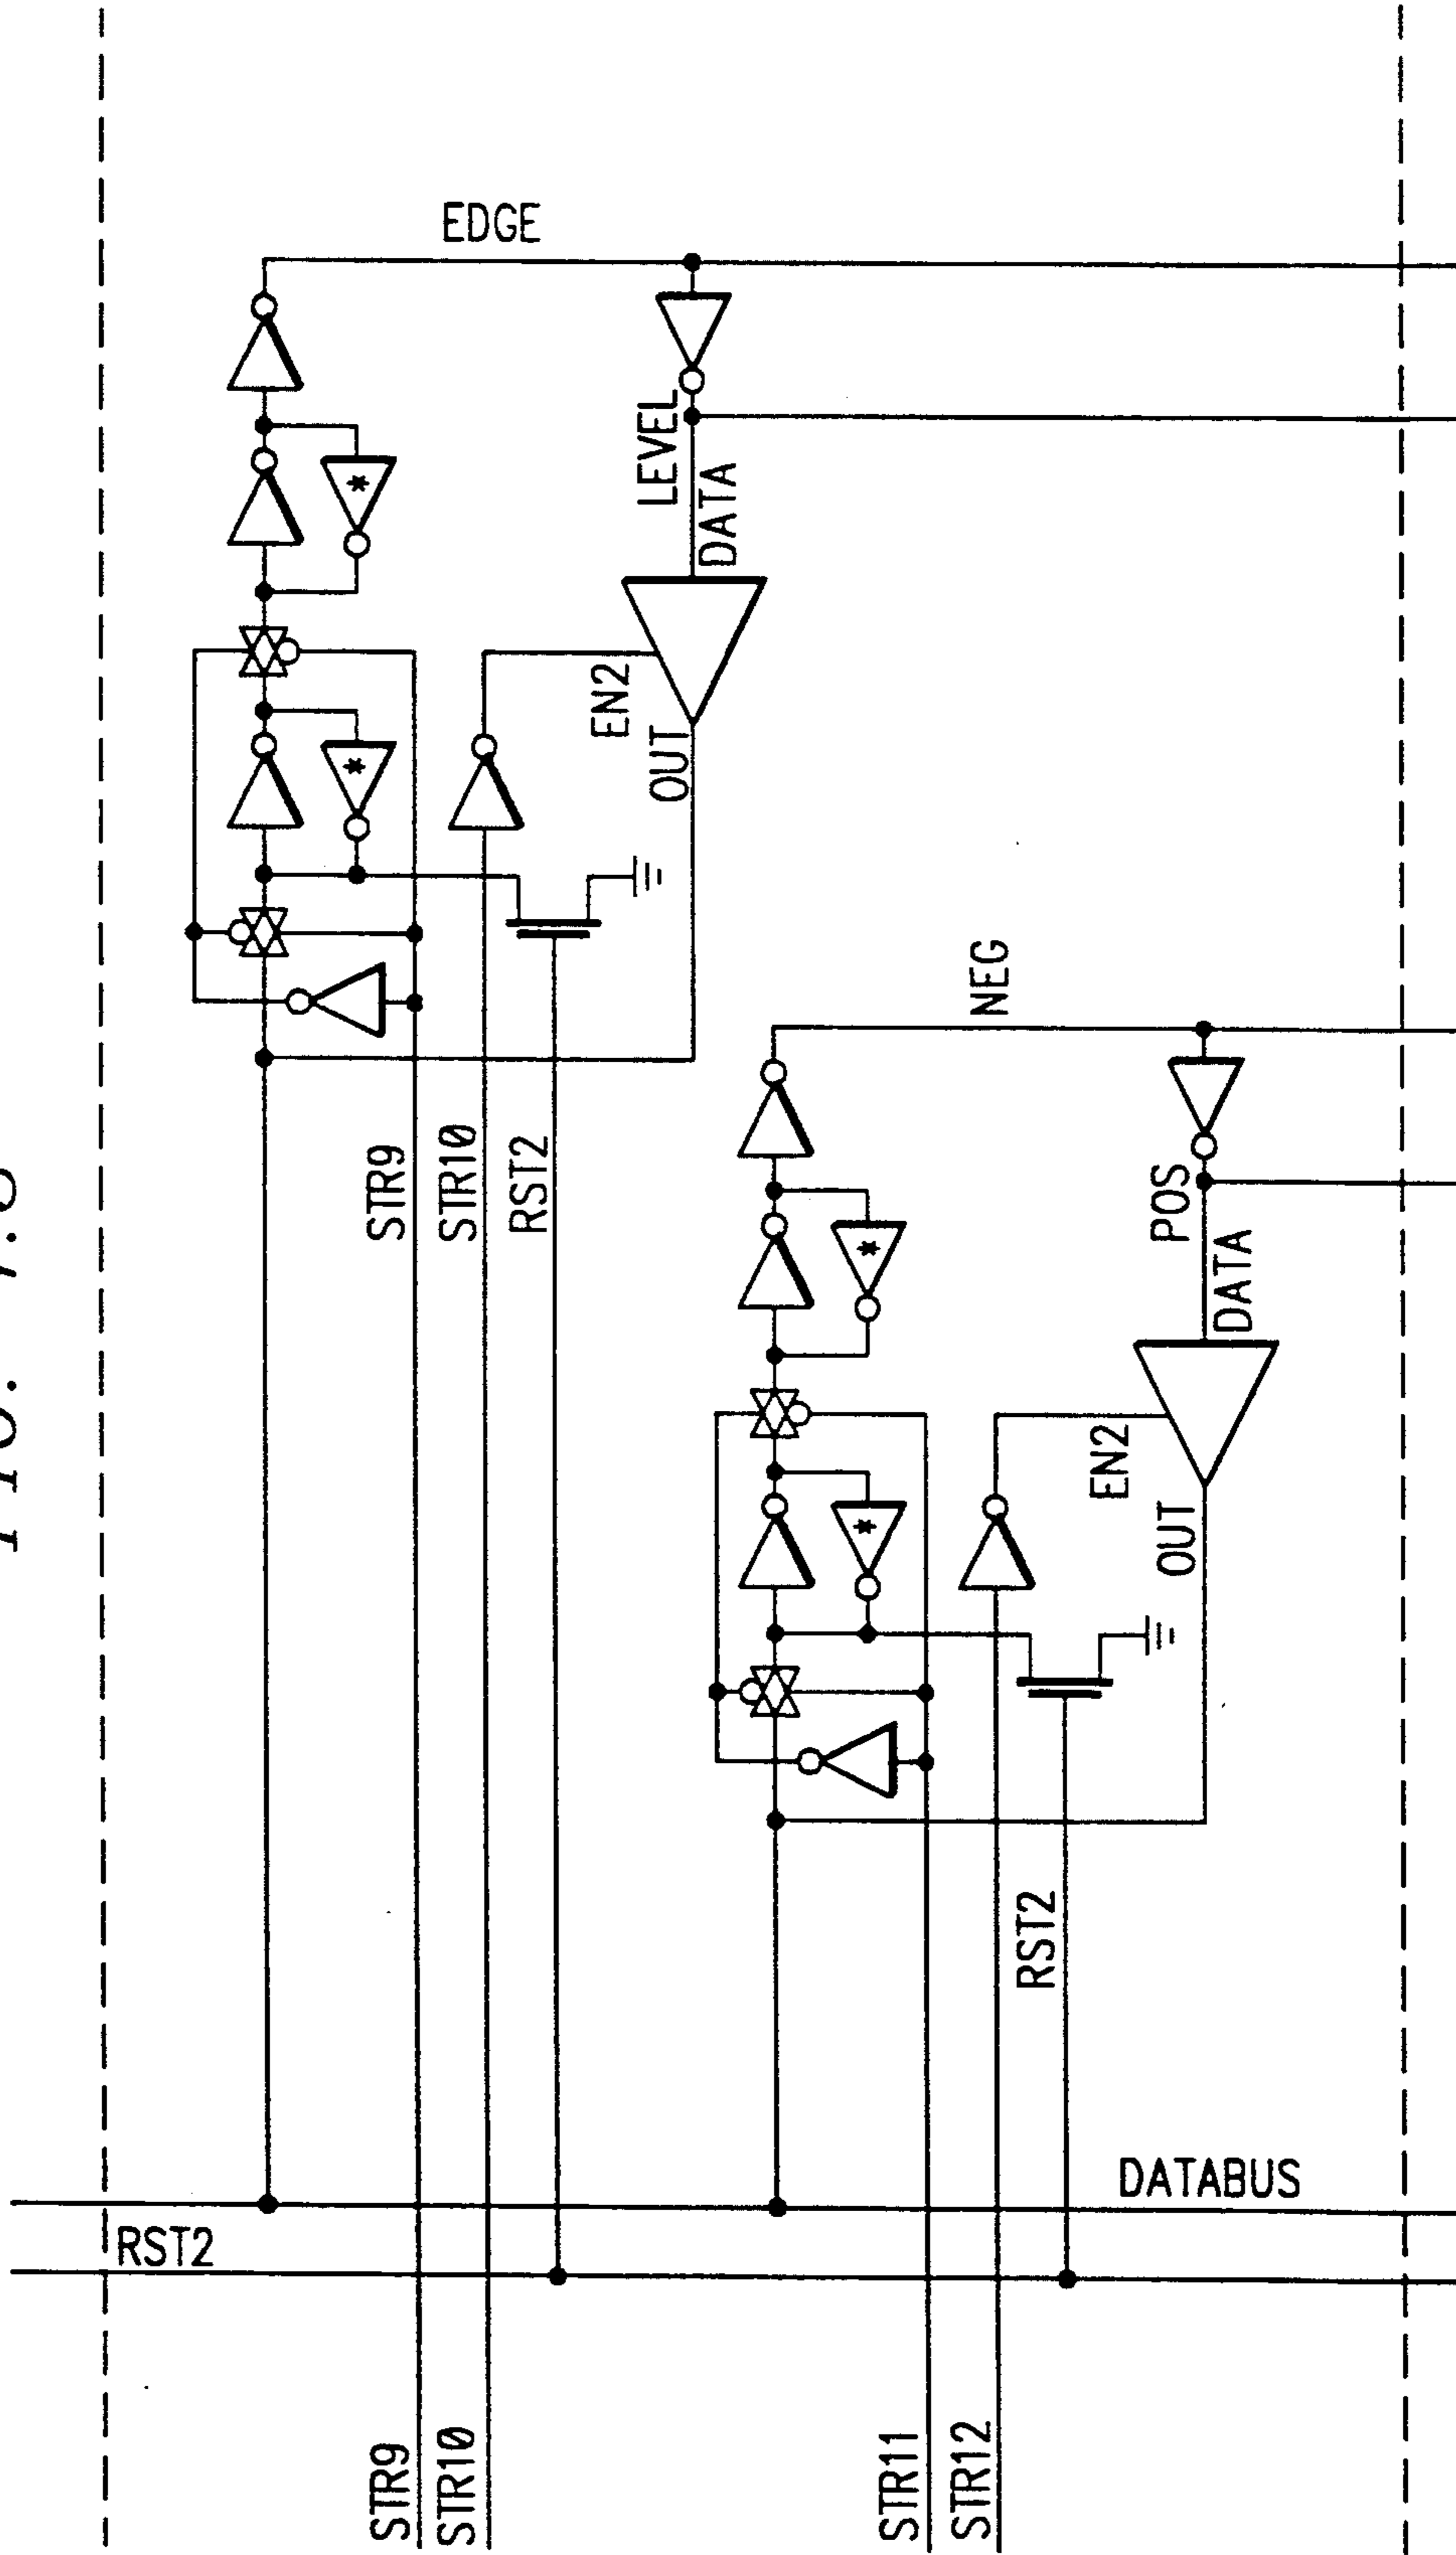 EDGE
LEVEL
DATA
EN2
OUT
STR9
STR10
RST2
NEG
POS
DATA
EN2
OUT
RST2
DATABUS
RST2
STR9
STR10
STR11
STR12